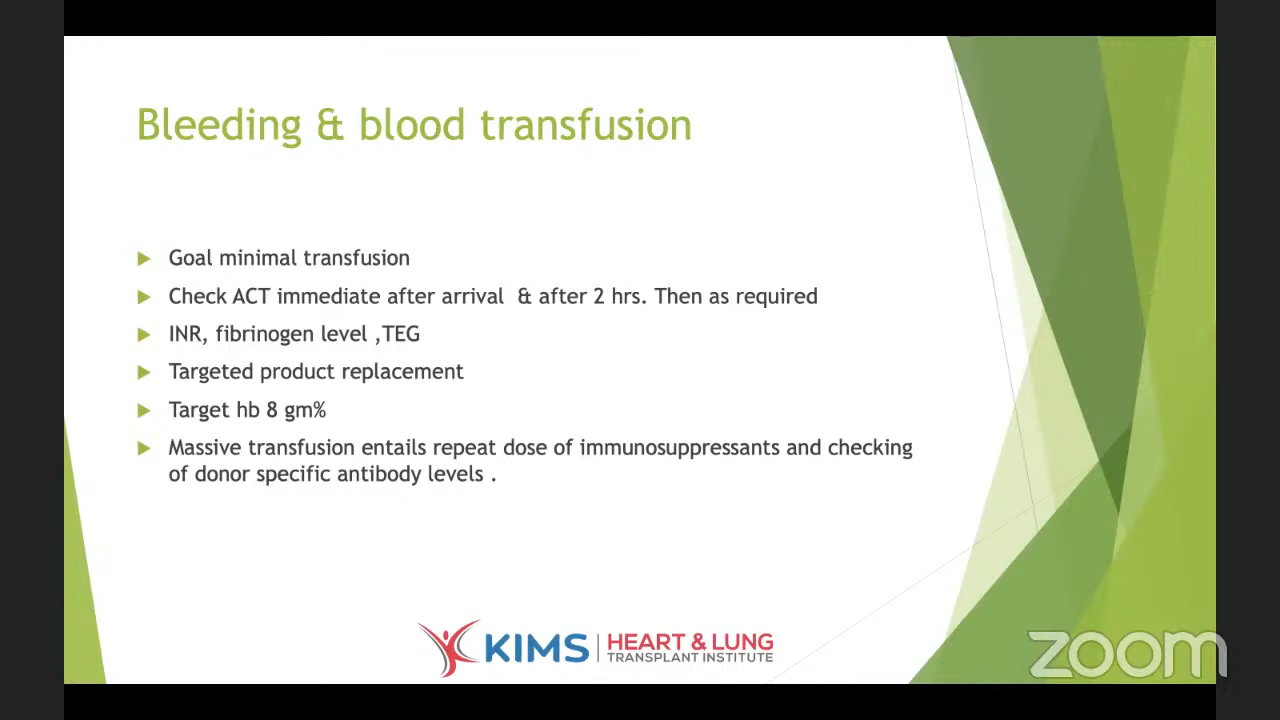 Bleeding & blood transfusion
Goal minimal transfusion
Check ACT immediate after arrival & after 2 hrs. Then as required
INR, fibrinogen level ,TEG
Targeted product replacement
Target hb 8 gm%
Massive transfusion entails repeat dose of immunosuppressants and checking
of donor specific antibody levels .
KIMS HEART & LUNG
TRANSPLANT INSTITUTE
zoom